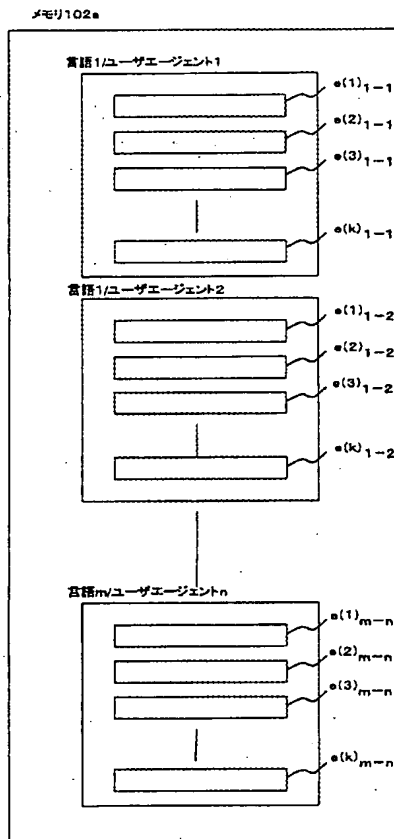 メモリ102a
言語1/ユーザエージェント1
e(1)1-1
e(2)1-1
e(3)1-1
e(k)1-1
言語1/ユーザエージェント2
e(1)1-2
e(2)1-2
e(3)1-2
e(k)1-2
言語m/ユーザエージェントn
e(1)m-n
e(2)m-n
e(3)m-n
e(k)m-n